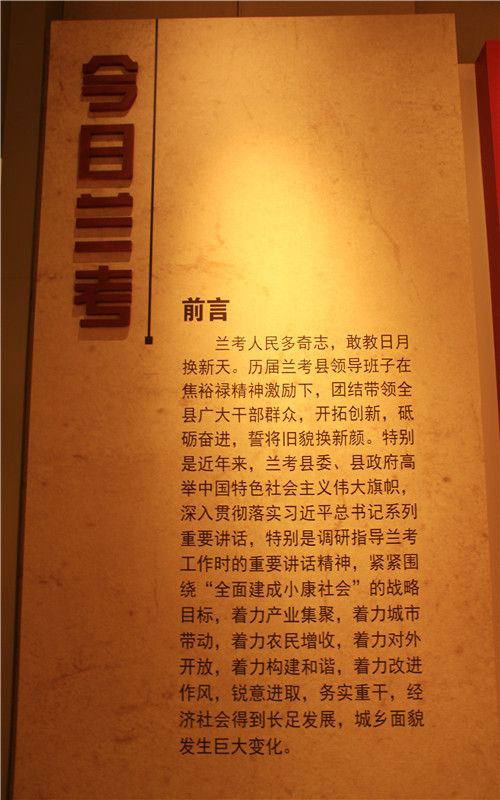 今日兰考
前言
兰考人民多奇志，敢教日月
换新天。历届兰考县领导班子在
焦裕禄精神激励下，团结带领全
县广大干部群众，开拓创新，砥
砺奋进，誓将旧貌换新颜。特别
是近年来，兰考县委、县政府高
举中国特色社会主义伟大旗帜，
深入贯彻落实习近平总书记系列
重要讲话，特别是调研指导兰考
工作时的重要讲话精神，紧紧围
绕“全面建成小康社会”的战略
目标，着力产业集聚，着力城市
带动，着力农民增收，着力对外
开放，着力构建和谐，着力改进
作风，锐意进取，务实重干，经
济社会得到长足发展，城乡面貌
发生巨大变化。